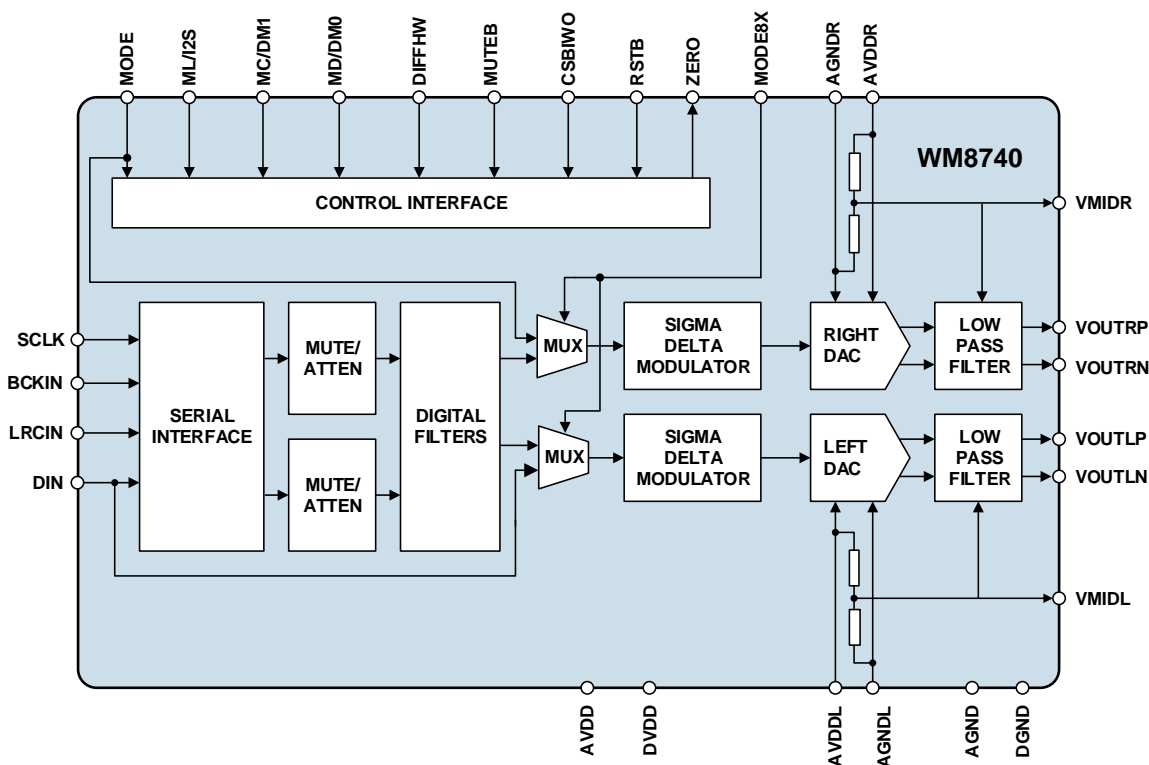 MODE
ML/I2S
MC/DM1
MD/DM0
DIFFHW
MUTEB
CSBIWO
RSTB
ZERO
MODE8X
AGNDR
AVDDR
WM8740
CONTROL INTERFACE
VMIDR
SCLK
BCKIN
LRCIN
DIN
SERIAL
INTERFACE
MUTE/
ATTEN
MUTE/
ATTEN
DIGITAL
FILTERS
MUX
MUX
SIGMA
DELTA
MODULATOR
SIGMA
DELTA
MODULATOR
RIGHT
DAC
LEFT
DAC
LOW
PASS
FILTER
LOW
PASS
FILTER
VOUTRP
VOUTRN
VOUTLP
VOUTLN
VMIDL
AVDD
DVDD
AVDDL
AGNDL
AGND
DGND